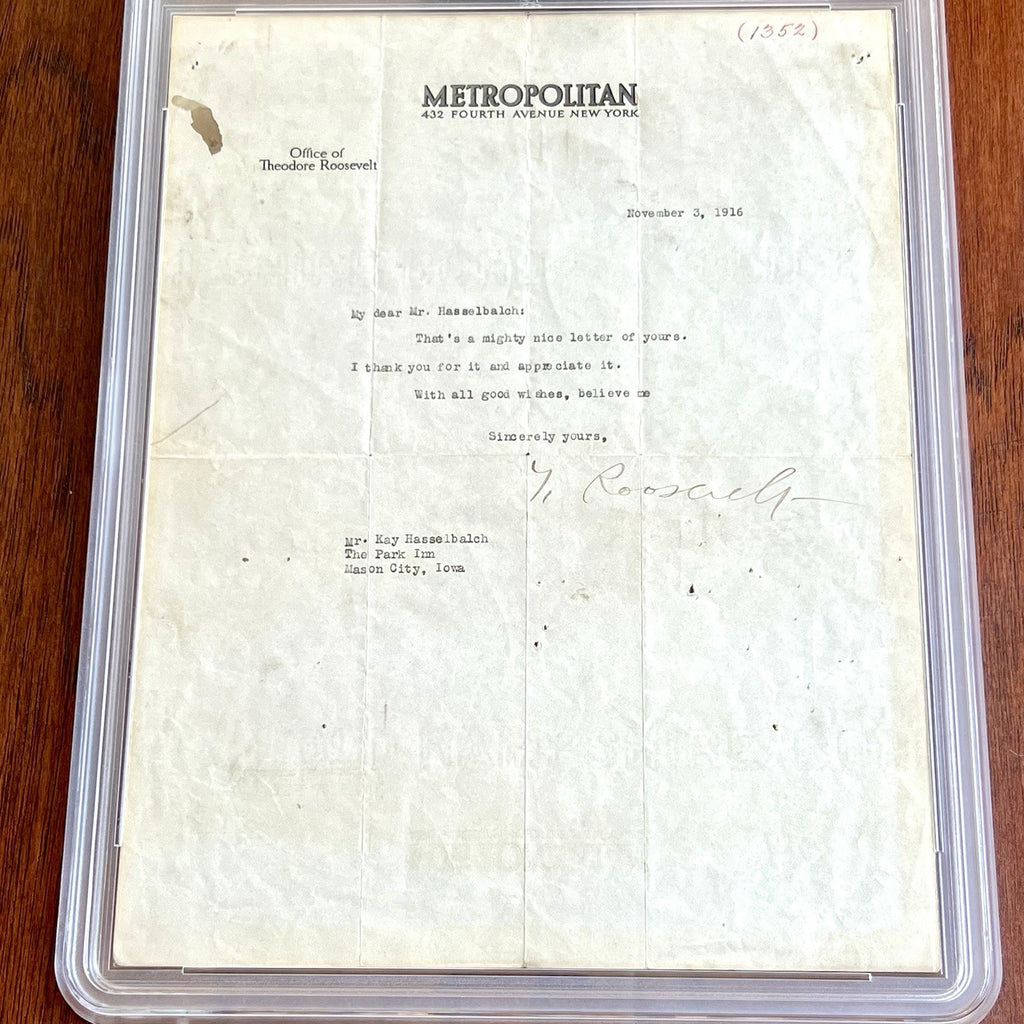 (1352)
METROPOLITAN
432 FOURTH AVENUE NEW YORK
Office of
Theodore Roosevelt
November 3, 1916
My dear Mr. Hasselbalch:
That's a mighty nice letter of yours.
I thank you for it and appreciate it.
With all good wishes, believe me
Sincerely yours,
T. Roosevelt
Mr. Kay Hasselbalch
The Park Inn
Mason City, Iowa